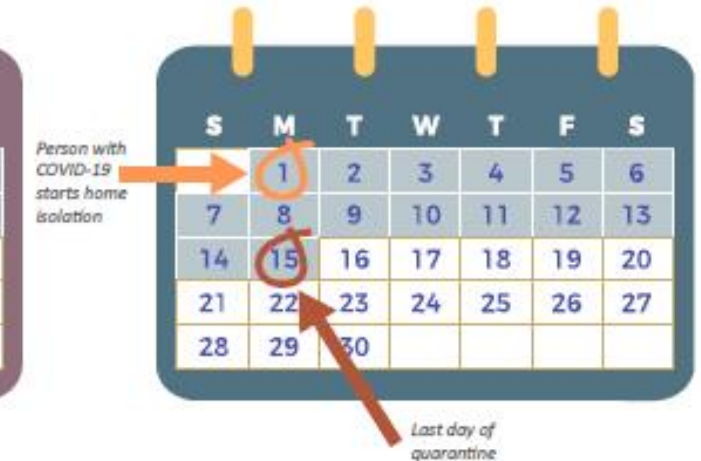 Person with
COVID-19
starts home
isolation
S M T W T F S
1 2 3 4 5 6
7 8 9 10 11 12 13
14 15 16 17 18 19 20
21 22 23 24 25 26 27
28 29 30
Last day of
quarantine